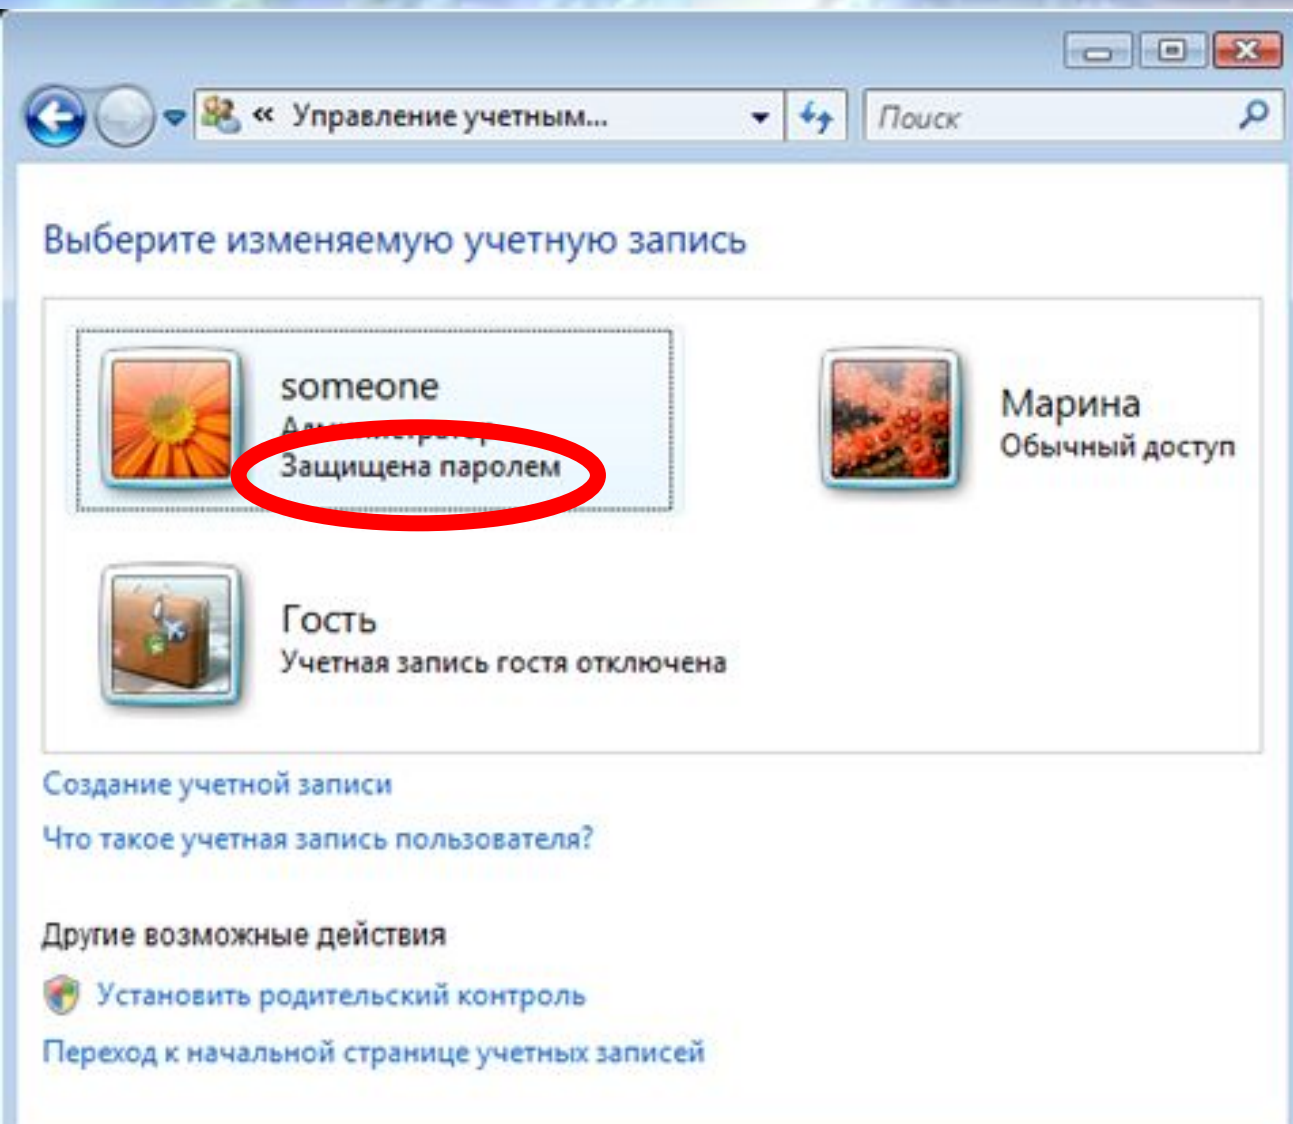 « Управление учетным...
Поиск
Выберите изменяемую учетную запись
someone
Администратор
Защищена паролем
Марина
Обычный доступ
Гость
Учетная запись гостя отключена
Создание учетной записи
Что такое учетная запись пользователя?
Другие возможные действия
Установить родительский контроль
Переход к начальной странице учетных записей